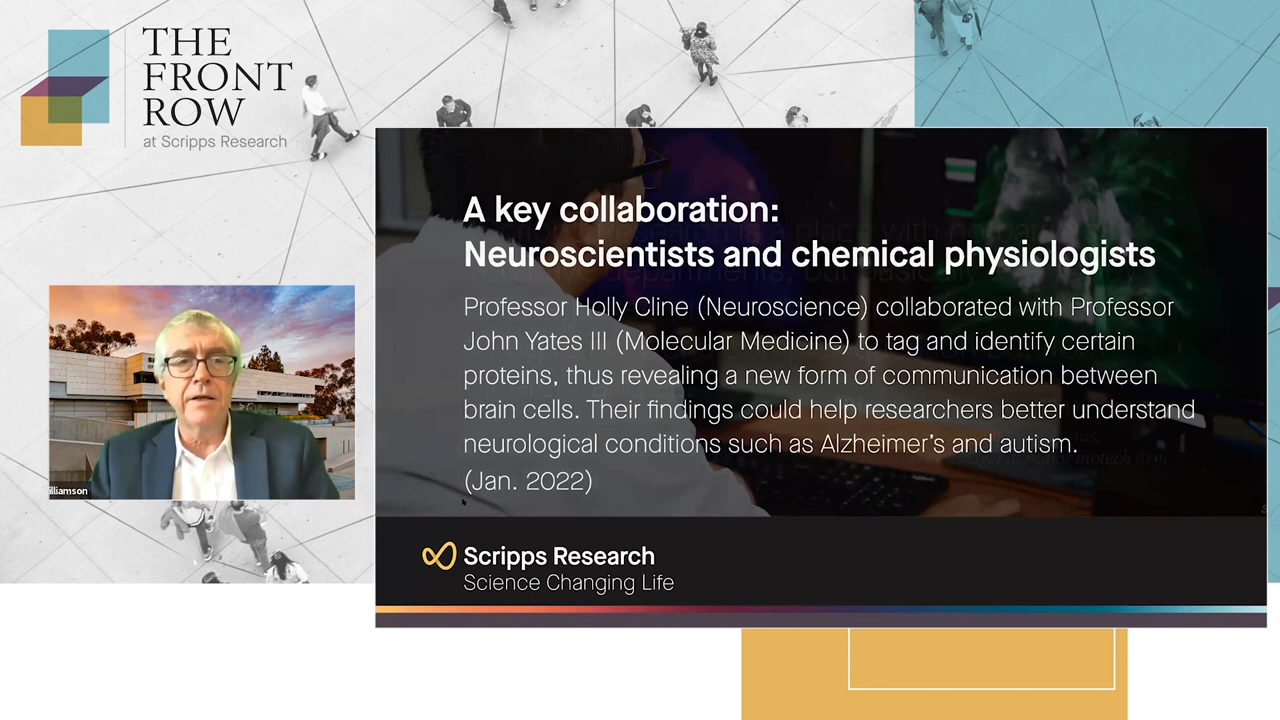 THE
FRONT
ROW
at Scripps Research
A key collaboration:
Neuroscientists and chemical physiologists
Professor Holly Cline (Neuroscience) collaborated with Professor
John Yates III (Molecular Medicine) to tag and identify certain
proteins, thus revealing a new form of communication between
brain cells. Their findings could help researchers better understand
neurological conditions such as Alzheimer's and autism.
(Jan. 2022)
illiamson
Scripps Research
Science Changing Life